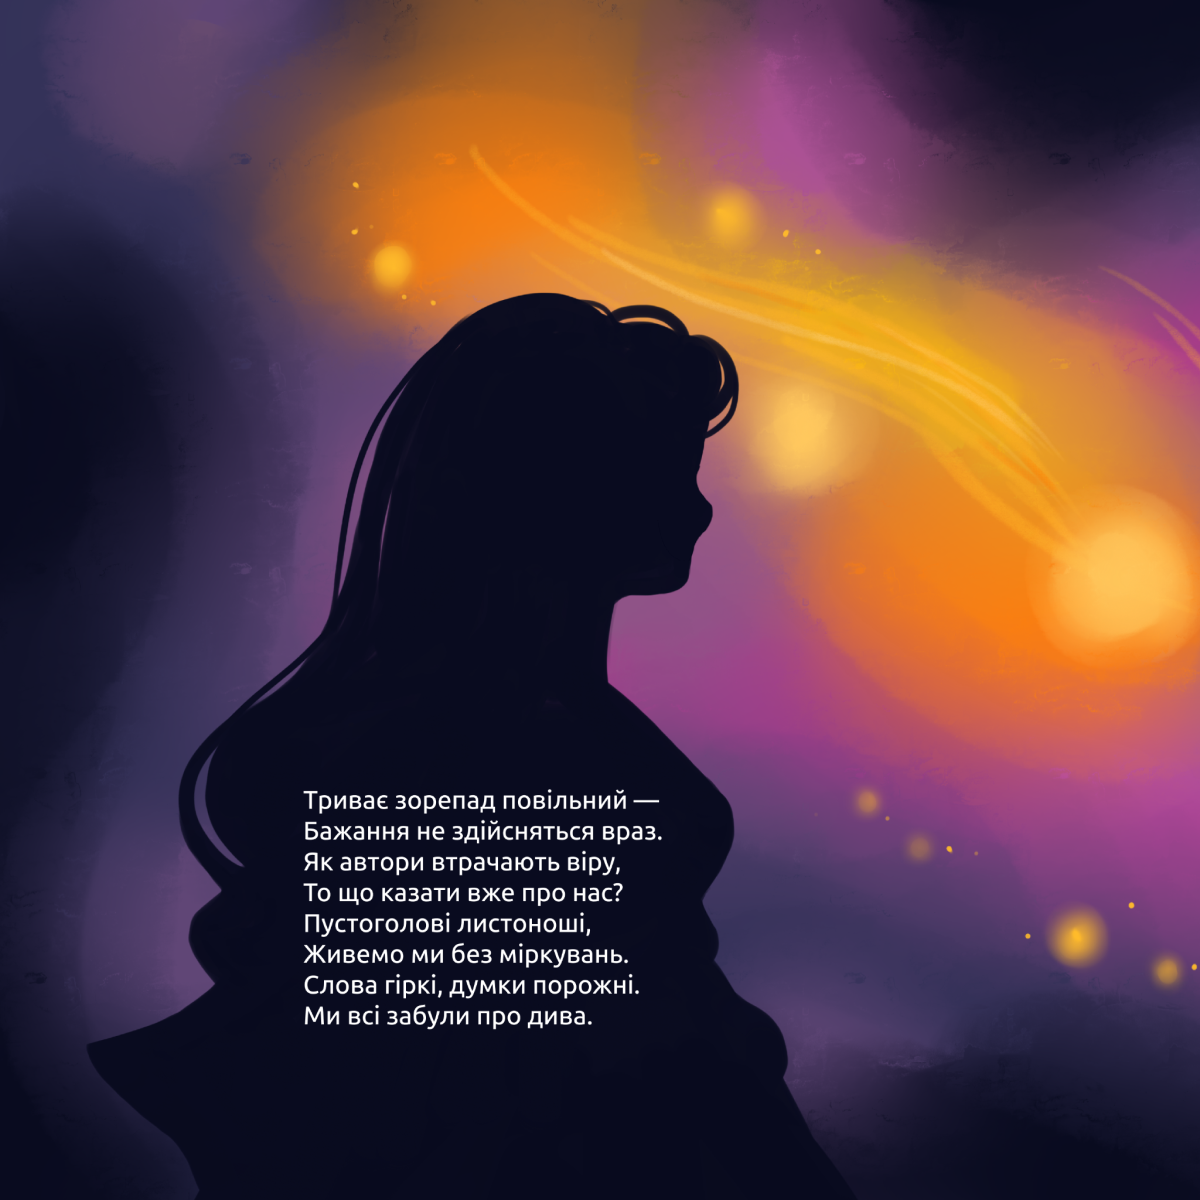 Триває зорепад повільний —
Бажання не здійсняться враз.
Як автори втрачають віру,
То що казати вже про нас?
Пустоголові листоноші,
Живемо ми без міркувань.
Слова гіркі, думки порожні.
Ми всі забули про дива.